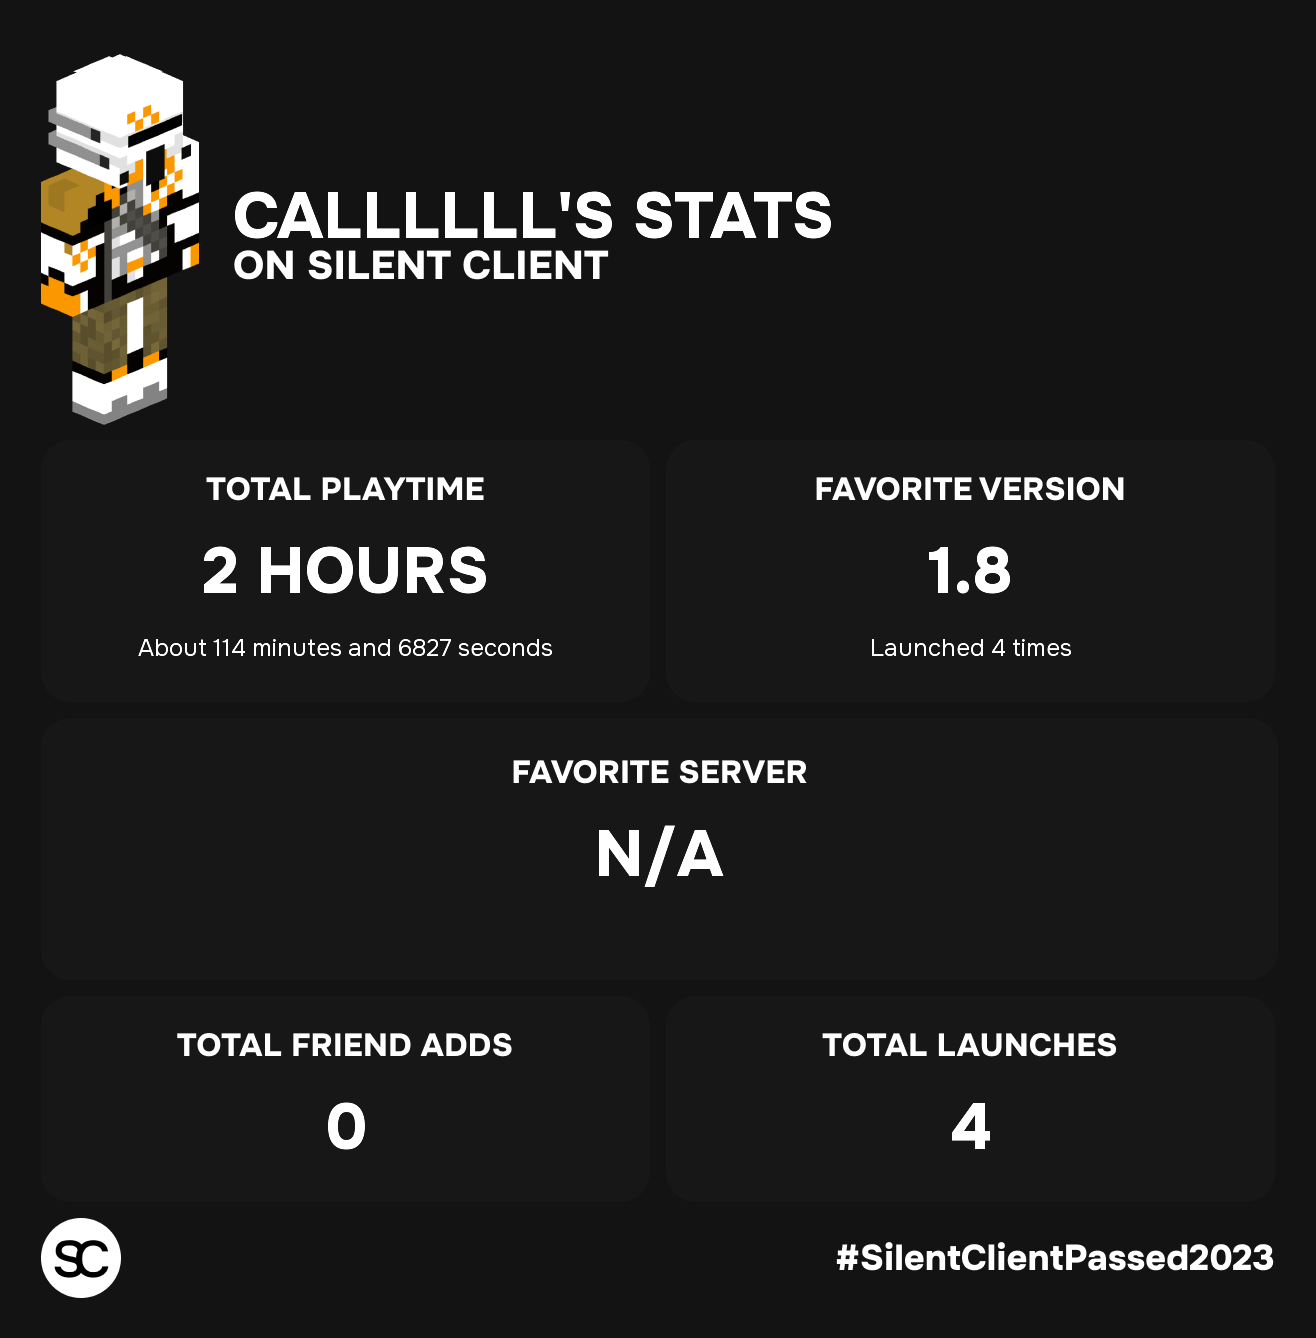 CALLLLLL'S STATS
ON SILENT CLIENT
TOTAL PLAYTIME
2 HOURS
About 114 minutes and 6827 seconds
FAVORITE VERSION
1.8
Launched 4 times
FAVORITE SERVER
N/A
TOTAL FRIEND ADDS
0
TOTAL LAUNCHES
4
SC
#SilentClientPassed2023